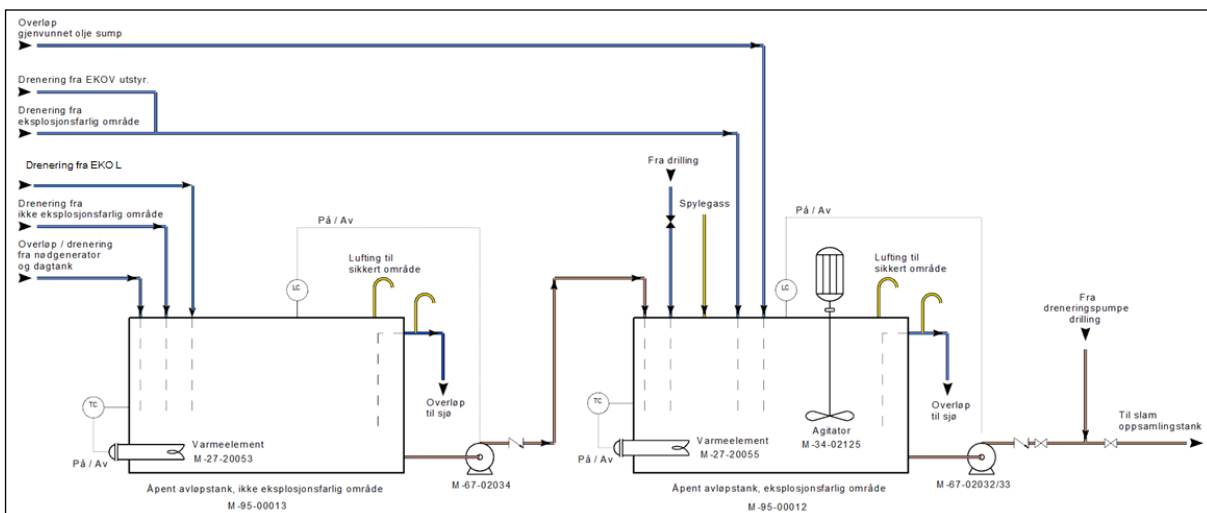 Overløp
gjenvunnet olje sump
Drenering fra EKOV utstyr.
Drenering fra
eksplosjonsfarlig område
Drenering fra EKO L
Drenering fra
ikke eksplosjonsfarlig område
Overløp / drenering
fra nødgenerator
og dagtank
På / Av
LC
Lufting til
sikkert område
Overløp
til sjø
TC
På / Av
Varmeelement
M-27-20053
Åpent avløpstank, ikke eksplosjonsfarlig område
M-95-00013
M-67-02034
Fra drilling
Spylegass
På / Av
LC
Lufting til
sikkert område
Overløp
til sjø
TC
På / Av
Varmeelement
M-27-20055
Agitator
M-34-02125
Åpent avløpstank, eksplosjonsfarlig område
M-95-00012
M-67-02032/33
Fra
dreneringspumpe
drilling
Til slam
oppsamlingstank